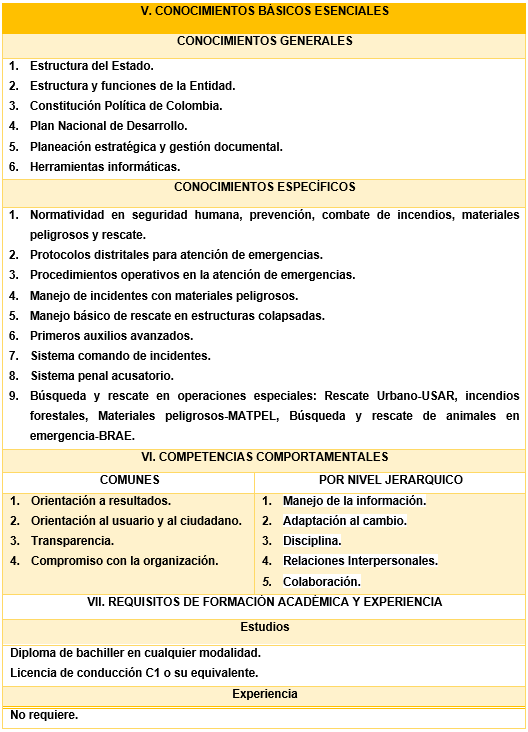 V. CONOCIMIENTOS BÁSICOS ESENCIALES
CONOCIMIENTOS GENERALES
1. Estructura del Estado.
2. Estructura y funciones de la Entidad.
3. Constitución Política de Colombia.
4. Plan Nacional de Desarrollo.
5. Planeación estratégica y gestión documental.
6. Herramientas informáticas.
CONOCIMIENTOS ESPECÍFICOS
1. Normatividad en seguridad humana, prevención, combate de incendios, materiales
peligrosos y rescate.
2. Protocolos distritales para atención de emergencias.
3. Procedimientos operativos en la atención de emergencias.
4. Manejo de incidentes con materiales peligrosos.
5. Manejo básico de rescate en estructuras colapsadas.
6. Primeros auxilios avanzados.
7. Sistema comando de incidentes.
8. Sistema penal acusatorio.
9. Búsqueda y rescate en operaciones especiales: Rescate Urbano-USAR, incendios
forestales, Materiales peligrosos-MATPEL, Búsqueda y rescate de animales en
emergencia-BRAE.
VI. COMPETENCIAS COMPORTAMENTALES
COMUNES
1. Orientación a resultados.
2. Orientación al usuario y al ciudadano.
3. Transparencia.
4. Compromiso con la organización.
POR NIVEL JERARQUICO
1. Manejo de la información.
2. Adaptación al cambio.
3. Disciplina.
4. Relaciones Interpersonales.
5. Colaboración.
VII. REQUISITOS DE FORMACIÓN ACADÉMICA Y EXPERIENCIA
Estudios
Diploma de bachiller en cualquier modalidad.
Licencia de conducción C1 o su equivalente.
Experiencia
No requiere.